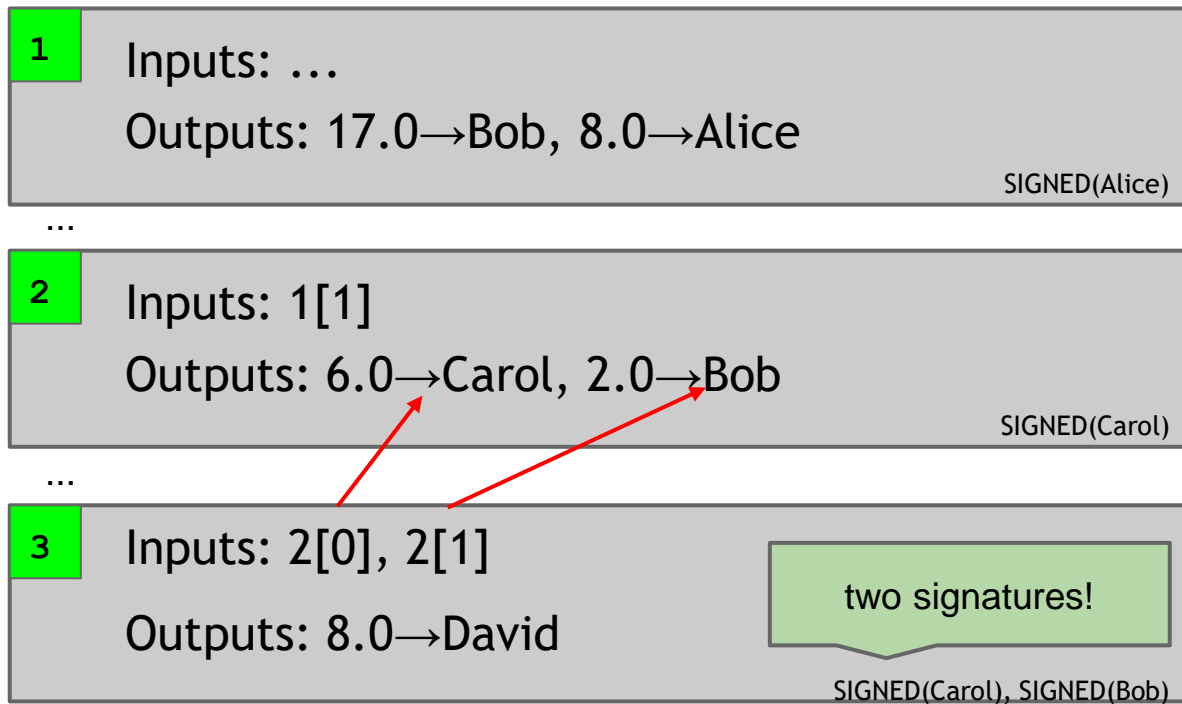 1
Inputs: ...
Outputs: 17.0→Bob, 8.0→Alice
SIGNED(Alice)
...
2
Inputs: 1[1]
Outputs: 6.0→Carol, 2.0→Bob
SIGNED(Carol)
...
3
Inputs: 2[0], 2[1]
two signatures!
Outputs: 8.0→David
SIGNED(Carol), SIGNED(Bob)